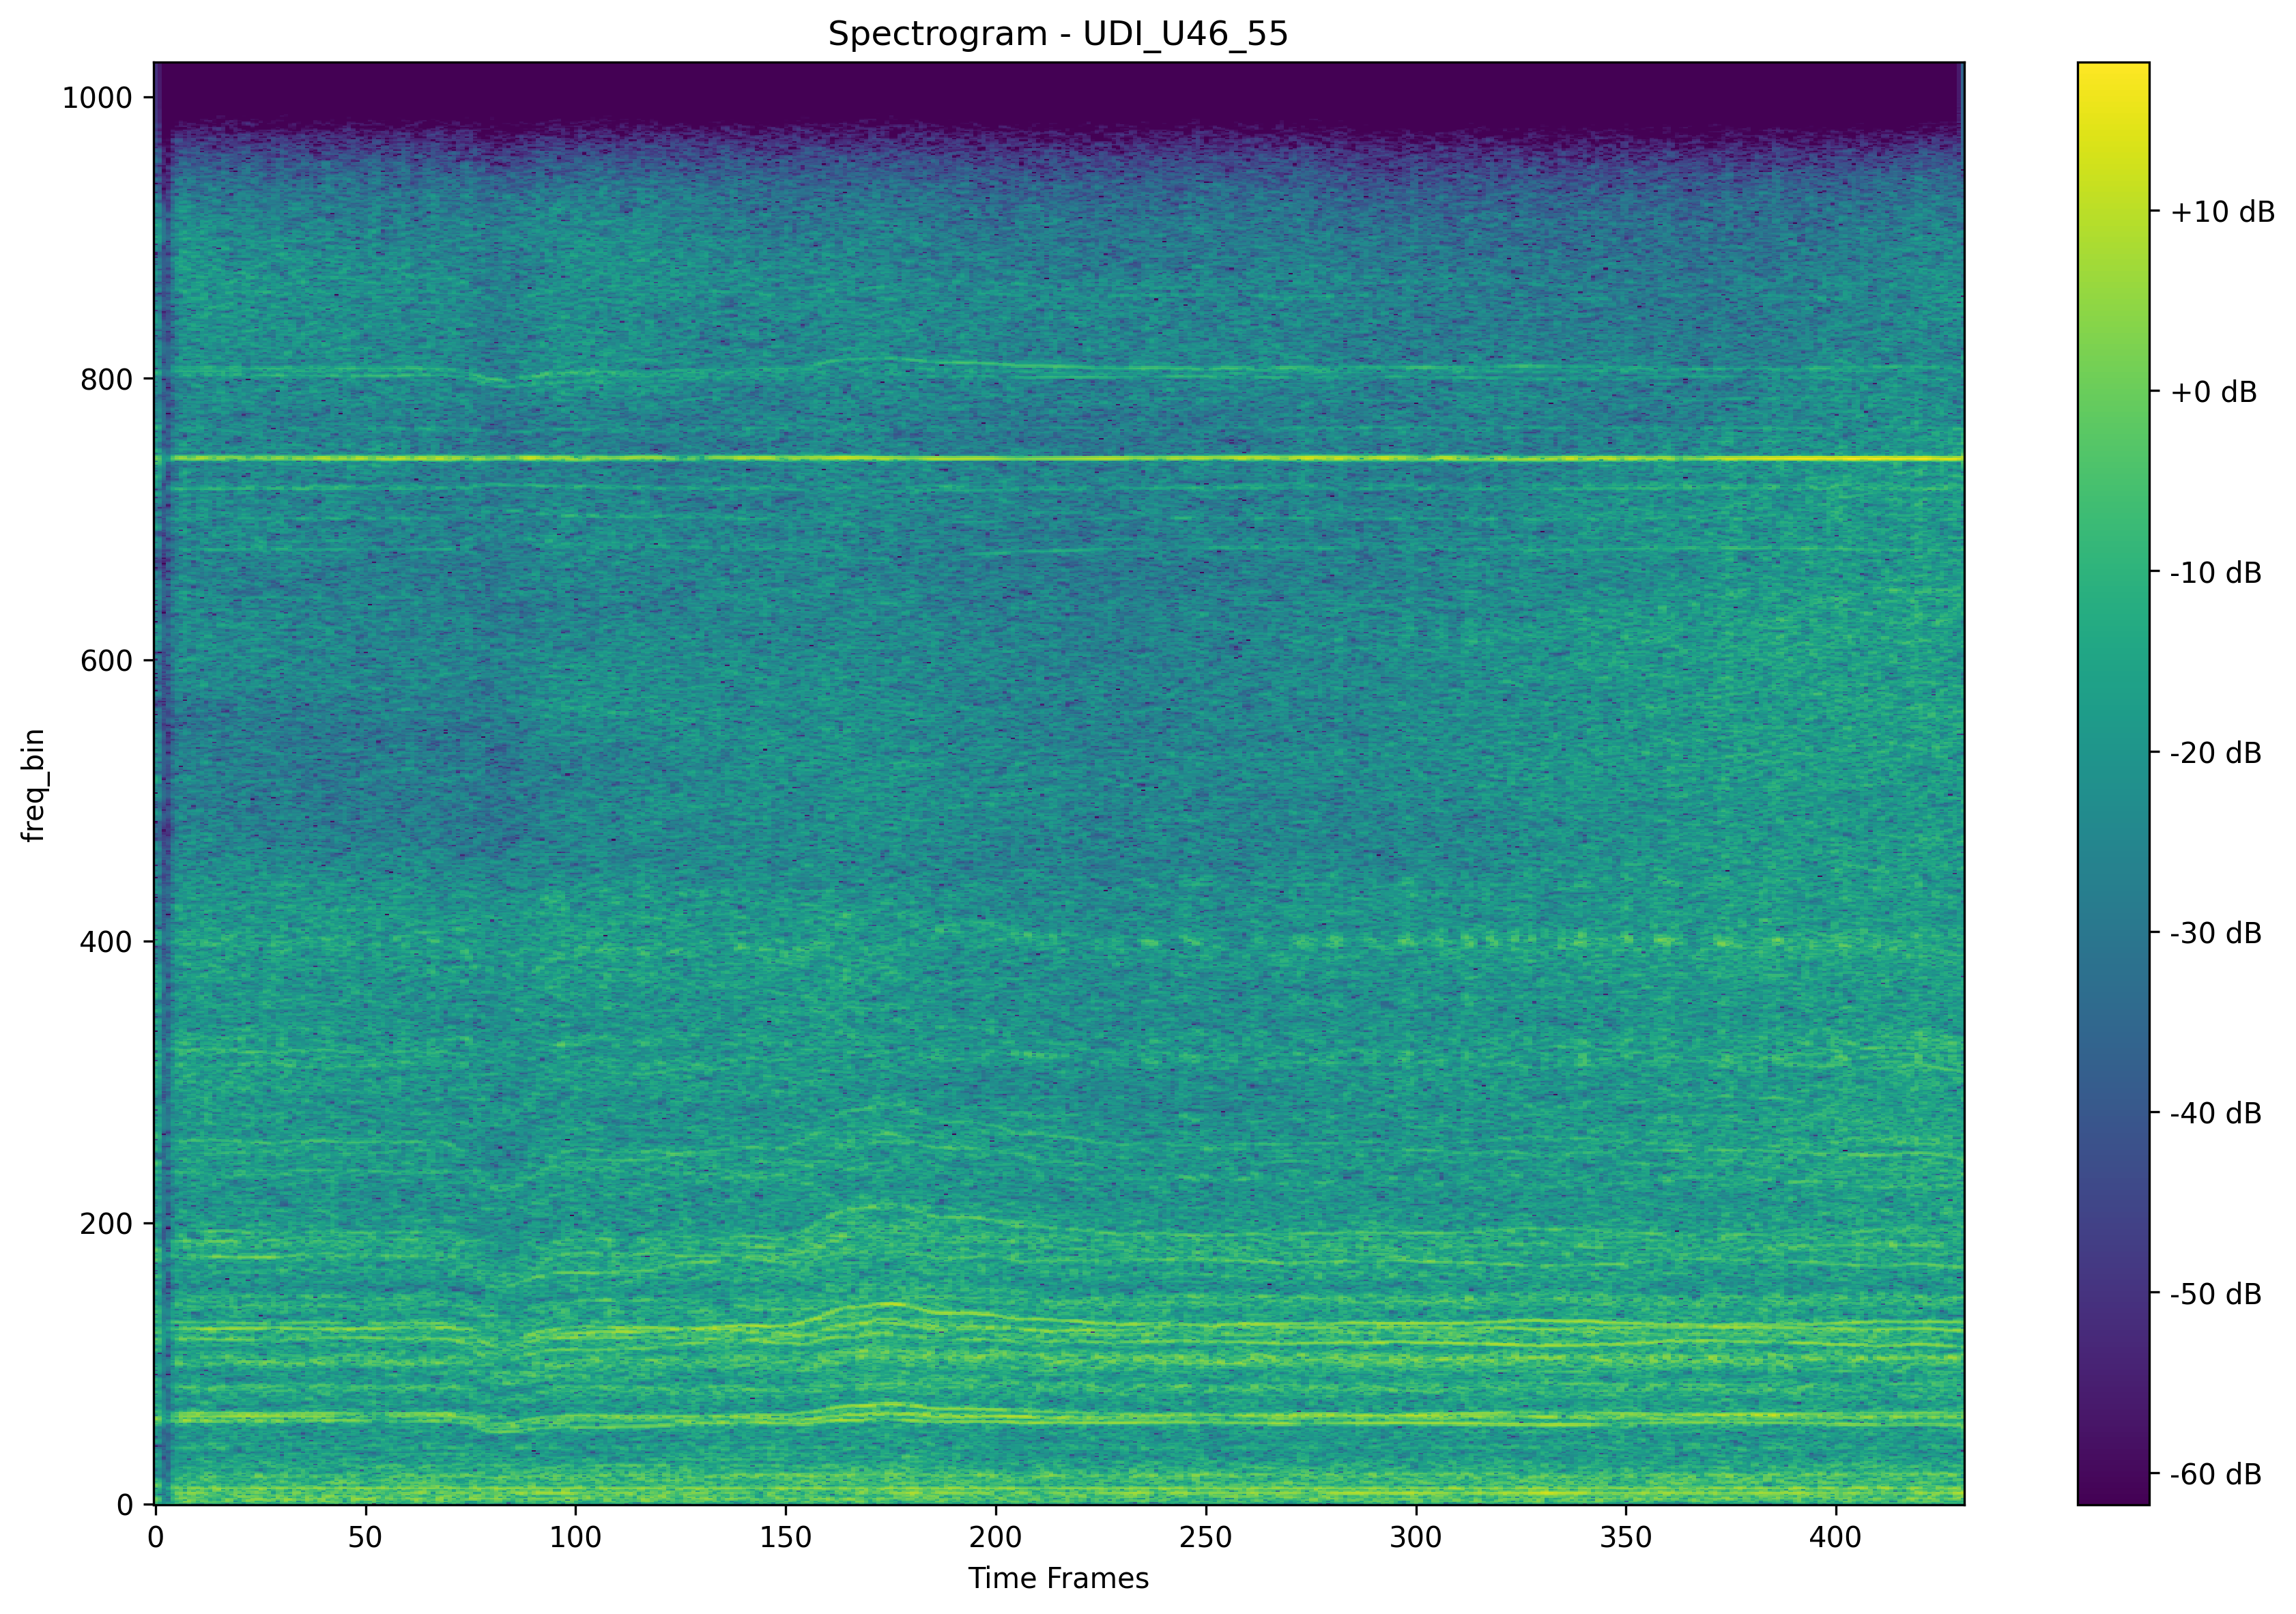 Spectrogram - UDI_U46_55
1000
800
600
400
200
0
freq_bin
0 50 100 150 200 250 300 350 400
Time Frames
+10 dB
+0 dB
-10 dB
-20 dB
-30 dB
-40 dB
-50 dB
-60 dB